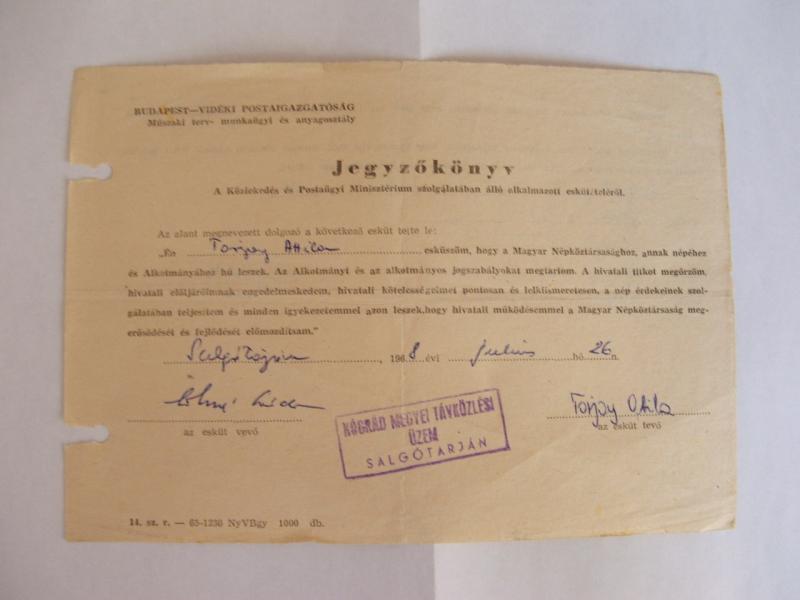 BUDAPEST—VIDÉKI POSTAIGAZGATÓSÁG
Műszaki terv- munkaügyi és anyagosztály
Jegyzőkönyv
A Közlekedés és Postaügyi Minisztérium szolgálatában álló alkalmazott eskütételéről.
Az alant megnevezett dolgozó a következő esküt tette le:
„Én Torjay Attila esküszöm, hogy a Magyar Népköztársasághoz, annak népéhez
és Alkotmányához hű leszek. Az Alkotmányt és az alkotmányos jogszabályokat megtartom. A hivatali titkot megőrzöm,
hivatali elöljáróimnak engedelmeskedem, hivatali kötelességeimet pontosan és lelkiismeretesen, a nép érdekeinek szol-
gálatában teljesítem és minden igyekezetemmel azon leszek, hogy hivatali működésemmel a Magyar Népköztársaság meg-
erősödését és fejlődését előmozdítsam."
Salgótarján, 1968 évi július hó 26 n.
Torjay Attila
az esküt vevő
az esküt tevő
NÓGRÁD MEGYEI TÁVKÖZLÉSI
ÜZEM
SALGÓTARJÁN
14. sz. r. — 65-1230 NyVBgy 1000 db.